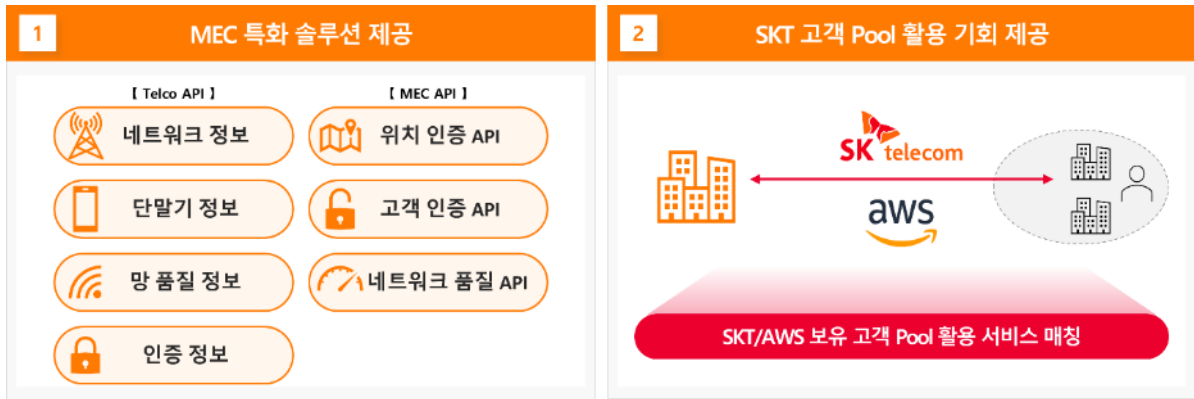 1
MEC 특화 솔루션 제공
【 Telco API 】
【 MEC API 】
네트워크 정보
위치 인증 API
단말기 정보
고객 인증 API
망 품질 정보
네트워크 품질 API
인증 정보
2
SKT 고객 Pool 활용 기회 제공
SK telecom
aws
SKT/AWS 보유 고객 Pool 활용 서비스 매칭